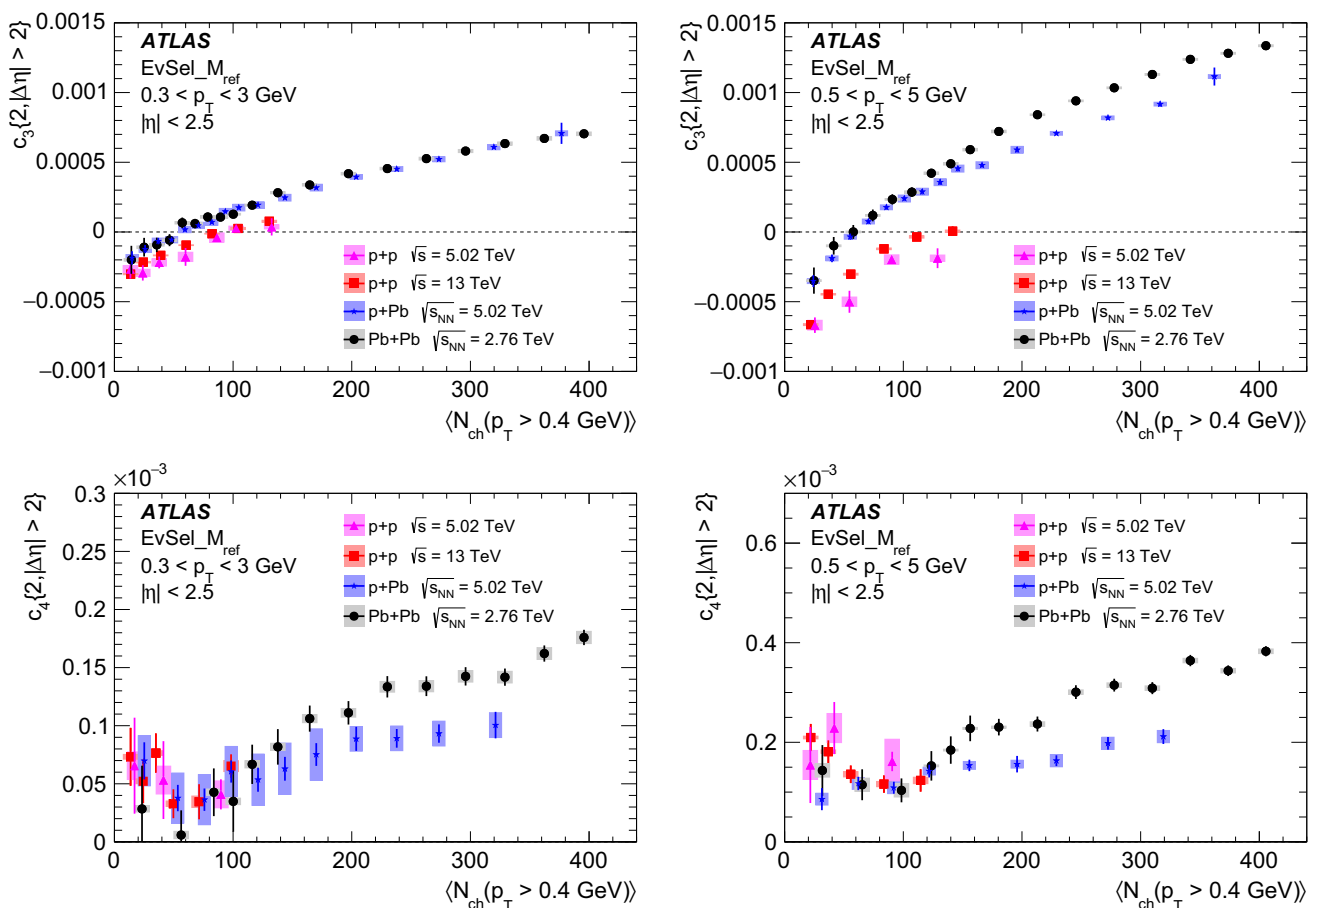 0.0015
0.001
0.0005
0
−0.0005
−0.001
c3{2,|Δη| > 2}
ATLAS
EvSel_Mref
0.3 < pT < 3 GeV
|η| < 2.5
p+p √s = 5.02 TeV
p+p √s = 13 TeV
p+Pb √sNN = 5.02 TeV
Pb+Pb √sNN = 2.76 TeV
0 100 200 300 400
⟨Nch(pT > 0.4 GeV)⟩
0.0015
0.001
0.0005
0
−0.0005
−0.001
c3{2,|Δη| > 2}
ATLAS
EvSel_Mref
0.5 < pT < 5 GeV
|η| < 2.5
p+p √s = 5.02 TeV
p+p √s = 13 TeV
p+Pb √sNN = 5.02 TeV
Pb+Pb √sNN = 2.76 TeV
0 100 200 300 400
⟨Nch(pT > 0.4 GeV)⟩
×10−3
0.3
0.25
0.2
0.15
0.1
0.05
0
c4{2,|Δη| > 2}
ATLAS
EvSel_Mref
0.3 < pT < 3 GeV
|η| < 2.5
p+p √s = 5.02 TeV
p+p √s = 13 TeV
p+Pb √sNN = 5.02 TeV
Pb+Pb √sNN = 2.76 TeV
0 100 200 300 400
⟨Nch(pT > 0.4 GeV)⟩
×10−3
0.6
0.4
0.2
0
c4{2,|Δη| > 2}
ATLAS
EvSel_Mref
0.5 < pT < 5 GeV
|η| < 2.5
p+p √s = 5.02 TeV
p+p √s = 13 TeV
p+Pb √sNN = 5.02 TeV
Pb+Pb √sNN = 2.76 TeV
0 100 200 300 400
⟨Nch(pT > 0.4 GeV)⟩